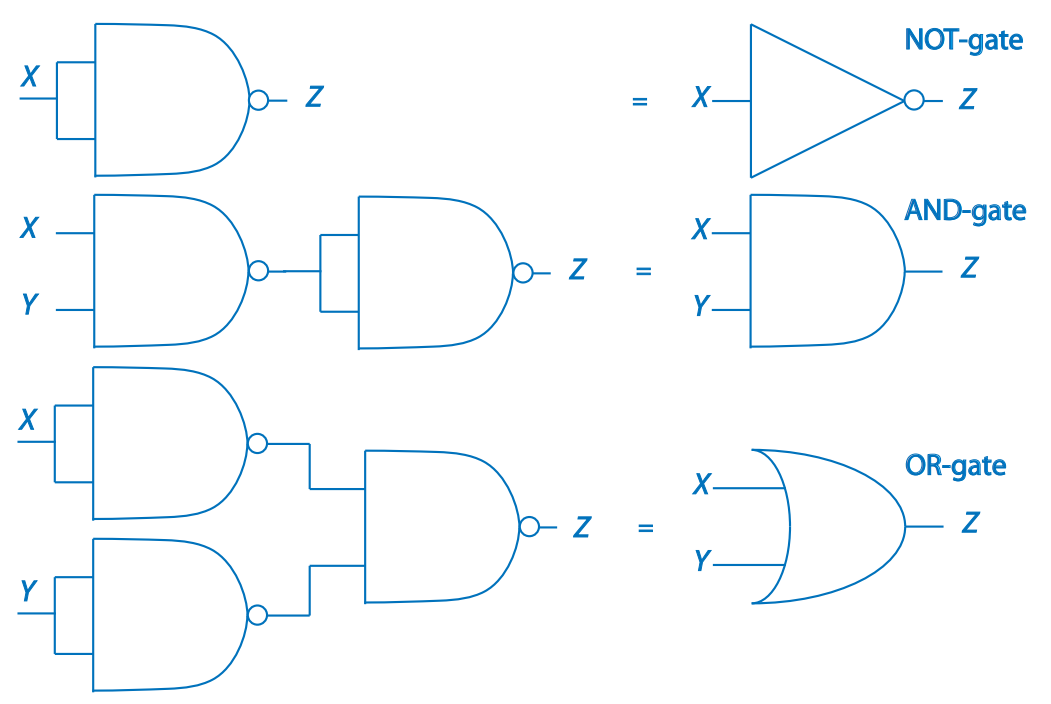 NOT-gate
X Z = X Z
AND-gate
X X
Z = Z
Y Y
X
OR-gate
X
Z = Z
Y
Y